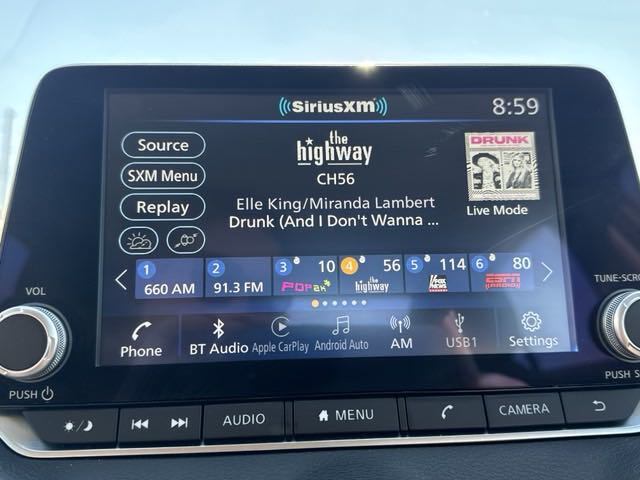 SiriusXM
8:59
Source
SXM Menu
Replay
the
highway
CH56
Elle King/Miranda Lambert
Drunk (And I Don't Wanna ...
DRUNK
Live Mode
1
660 AM
2
91.3 FM
3 10
POP2K
4 56
the highway
5 114
FOX NEWS
6 80
ESPN RADIO
Phone
BT Audio
Apple CarPlay
Android Auto
AM
USB1
Settings
VOL
PUSH
TUNE-SCRO
PUSH S
AUDIO
MENU
CAMERA